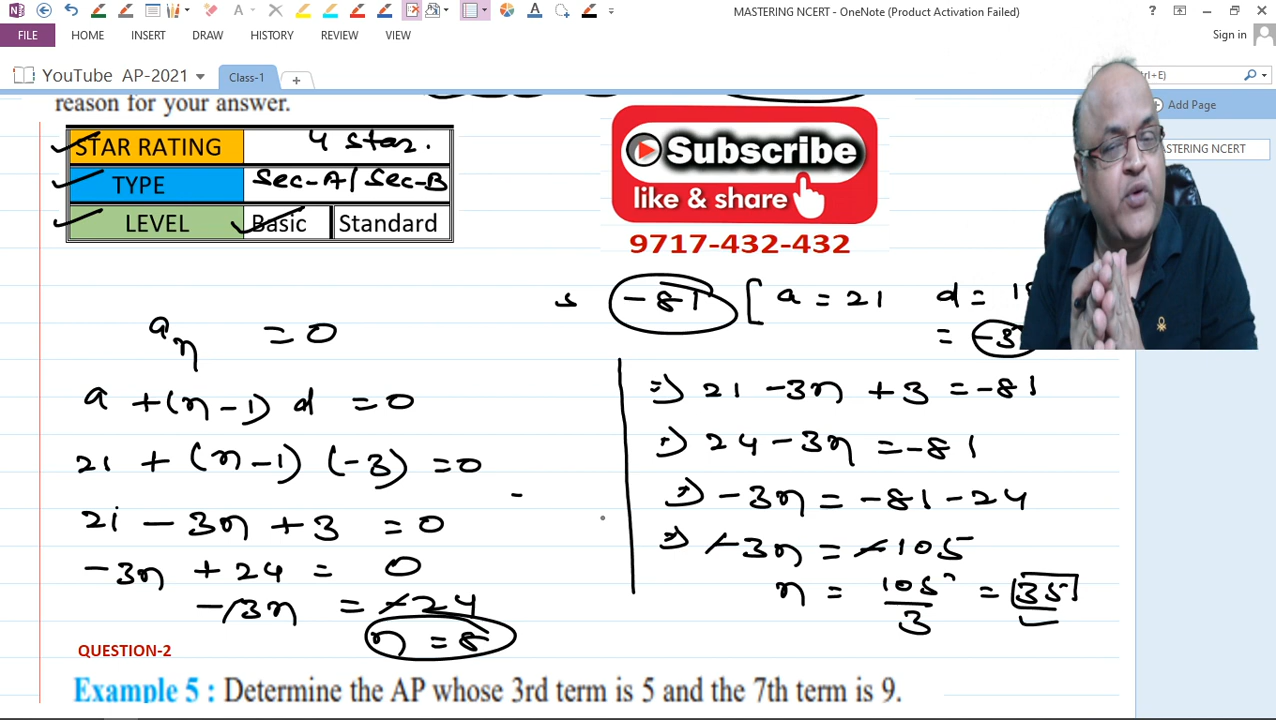 MASTERING NCERT - OneNote (Product Activation Failed)
FILE HOME INSERT DRAW HISTORY REVIEW VIEW
Sign in
YouTube AP-2021 Class-1
trl+E)
Add Page
MASTERING NCERT
reason for your answer.
STAR RATING 4 star.
TYPE Sec-A/Sec-B
LEVEL Basic Standard
Subscribe
like & share
9717-432-432
-81 [ a = 21 d = 18
= -3
aₙ = 0
a + (n-1) d = 0
21 + (n-1) (-3) = 0
21 - 3n + 3 = 0
-3n + 24 = 0
-3n = -24
n = 8
=> 21 - 3n + 3 = -81
=> 24 - 3n = -81
=> -3n = -81 - 24
=> -3n = -105
n = 105/3 = 35
QUESTION-2
Example 5 : Determine the AP whose 3rd term is 5 and the 7th term is 9.